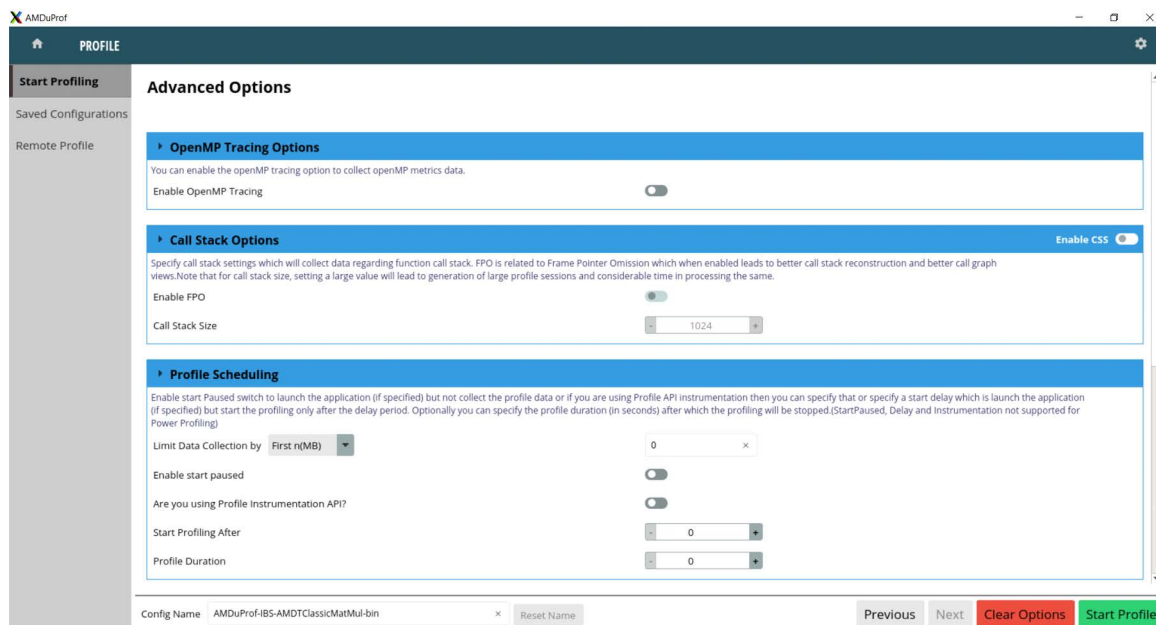 AMDuProf
PROFILE
Start Profiling
Saved Configurations
Remote Profile
Advanced Options
OpenMP Tracing Options
You can enable the openMP tracing option to collect openMP metrics data.
Enable OpenMP Tracing
Call Stack Options
Enable CSS
Specify call stack settings which will collect data regarding function call stack. FPO is related to Frame Pointer Omission which when enabled leads to better call stack reconstruction and better call graph
views.Note that for call stack size, setting a large value will lead to generation of large profile sessions and considerable time in processing the same.
Enable FPO
Call Stack Size - 1024 +
Profile Scheduling
Enable start Paused switch to launch the application (if specified) but not collect the profile data or if you are using Profile API instrumentation then you can specify that or specify a start delay which is launch the application
(if specified) but start the profiling only after the delay period. Optionally you can specify the profile duration (in seconds) after which the profiling will be stopped.(StartPaused, Delay and Instrumentation not supported for
Power Profiling)
Limit Data Collection by First n(MB) 0 ×
Enable start paused
Are you using Profile Instrumentation API?
Start Profiling After - 0 +
Profile Duration - 0 +
Config Name AMDuProf-IBS-AMDTClassicMatMul-bin × Reset Name Previous Next Clear Options Start Profile